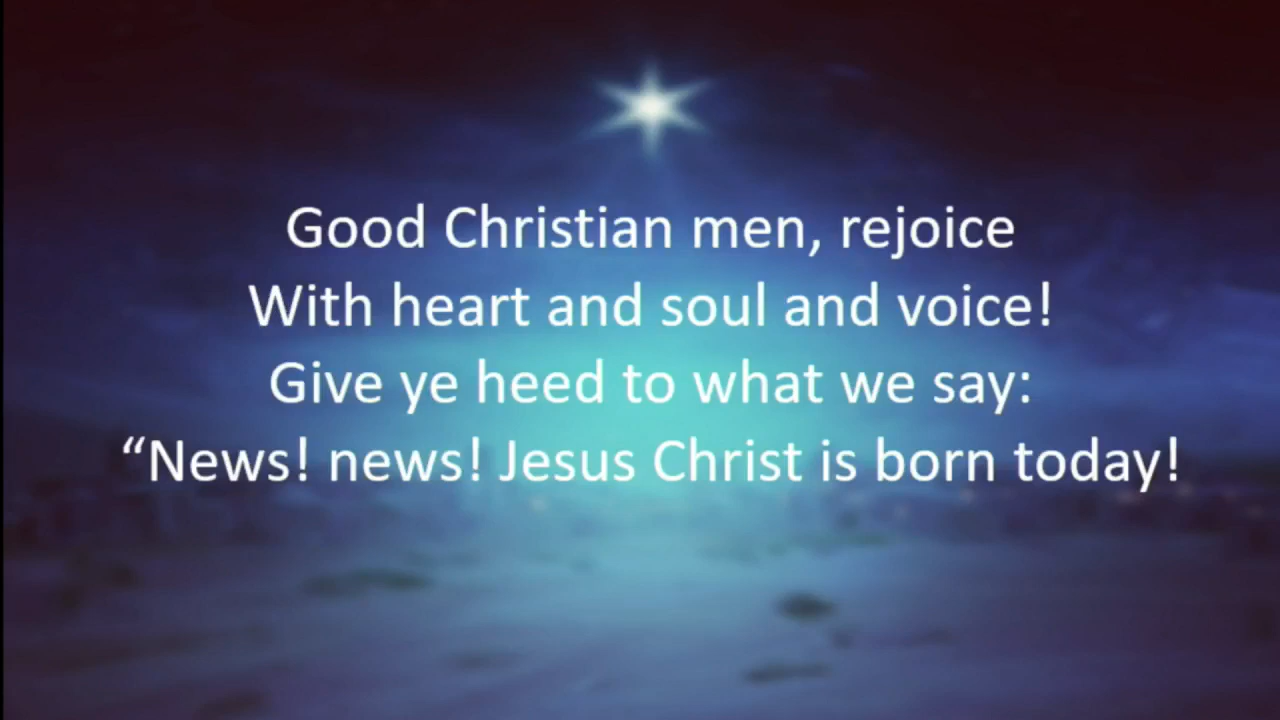 Good Christian men, rejoice
With heart and soul and voice!
Give ye heed to what we say:
“News! news! Jesus Christ is born today!